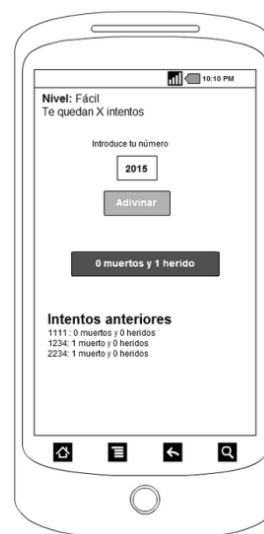 10:10 PM
Nivel: Fácil
Te quedan X intentos
Introduce tu número
2015
Adivinar
0 muertos y 1 herido
Intentos anteriores
1111 : 0 muertos y 0 heridos
1234: 1 muerto y 0 heridos
2234: 1 muerto y 0 heridos